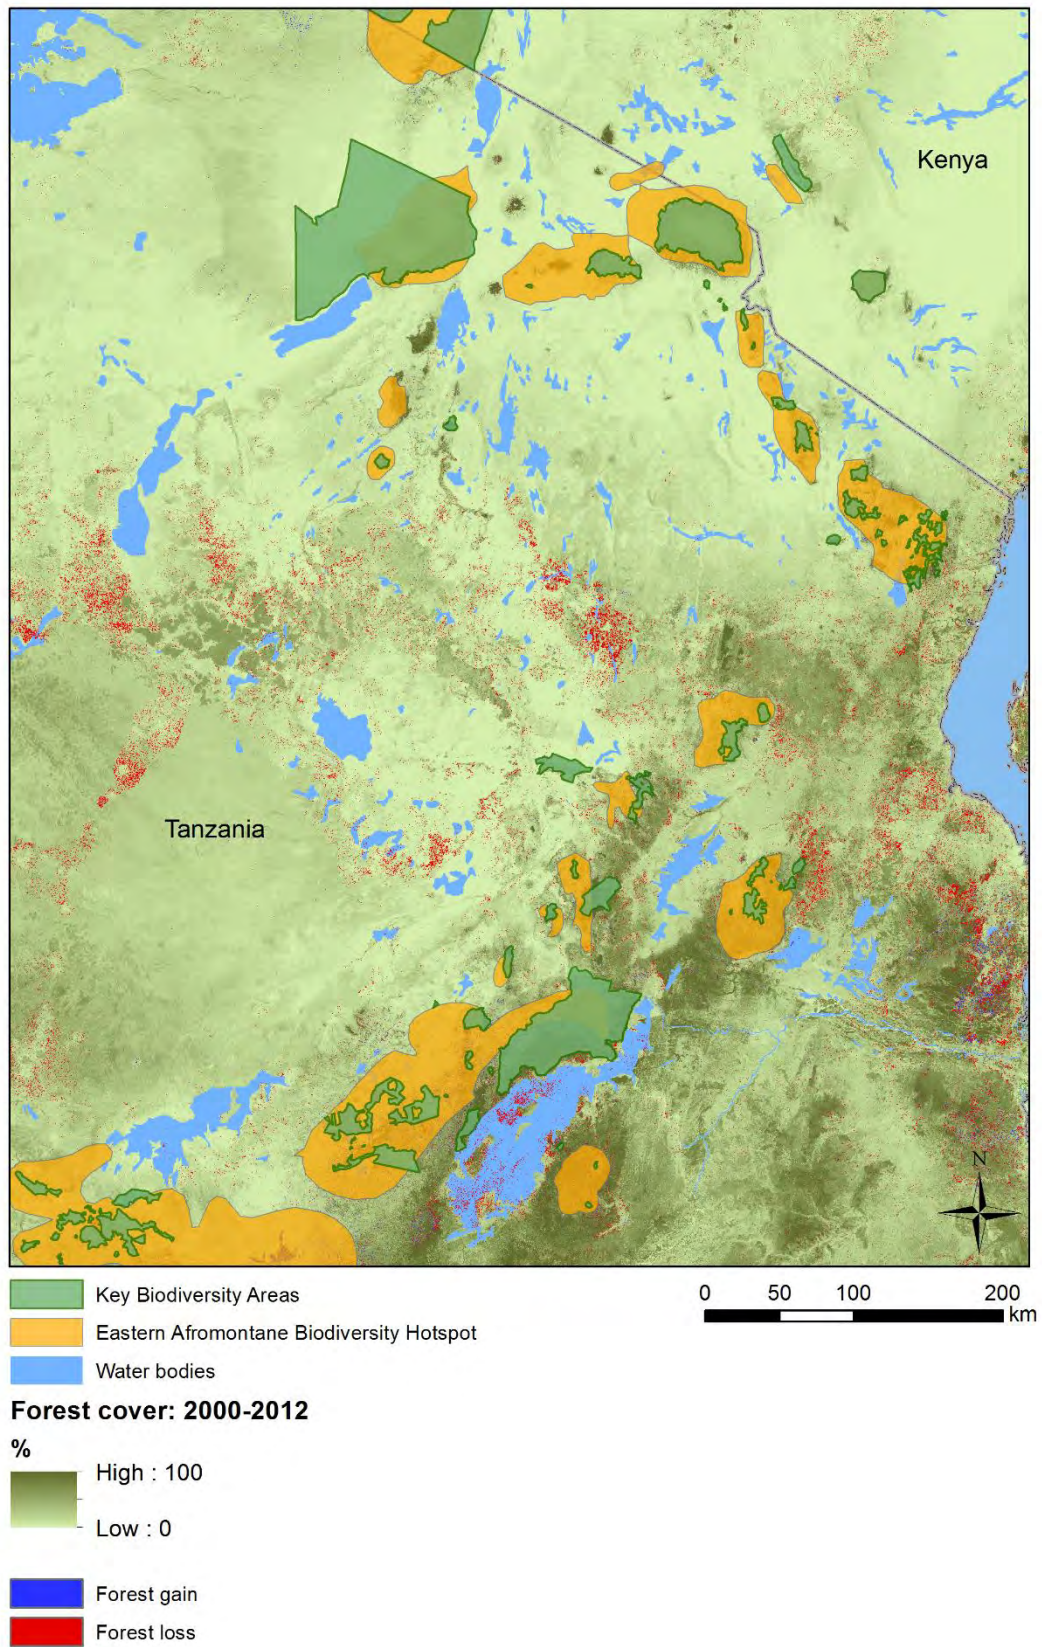 Kenya
Tanzania
N
Key Biodiversity Areas
Eastern Afromontane Biodiversity Hotspot
Water bodies
0 50 100 200
km
Forest cover: 2000-2012
%
High : 100
Low : 0
Forest gain
Forest loss